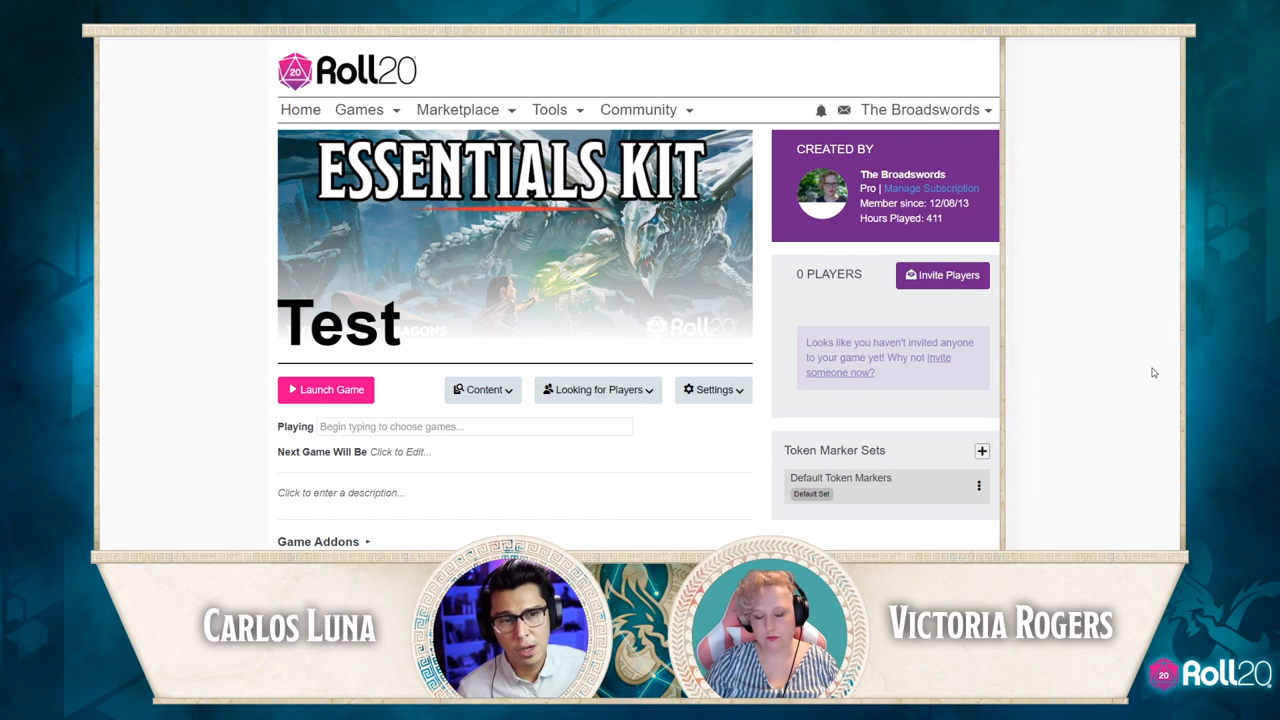 20 Roll20
Home Games Marketplace Tools Community The Broadswords
ESSENTIALS KIT
Test
Roll20
CREATED BY
The Broadswords
Pro | Manage Subscription
Member since: 12/08/13
Hours Played: 411
0 PLAYERS Invite Players
Looks like you haven't invited anyone
to your game yet! Why not invite
someone now?
Launch Game Content Looking for Players Settings
Playing Begin typing to choose games...
Next Game Will Be Click to Edit...
Click to enter a description...
Token Marker Sets +
Default Token Markers
Default Set
Game Addons
CARLOS LUNA
VICTORIA ROGERS
20 Roll20